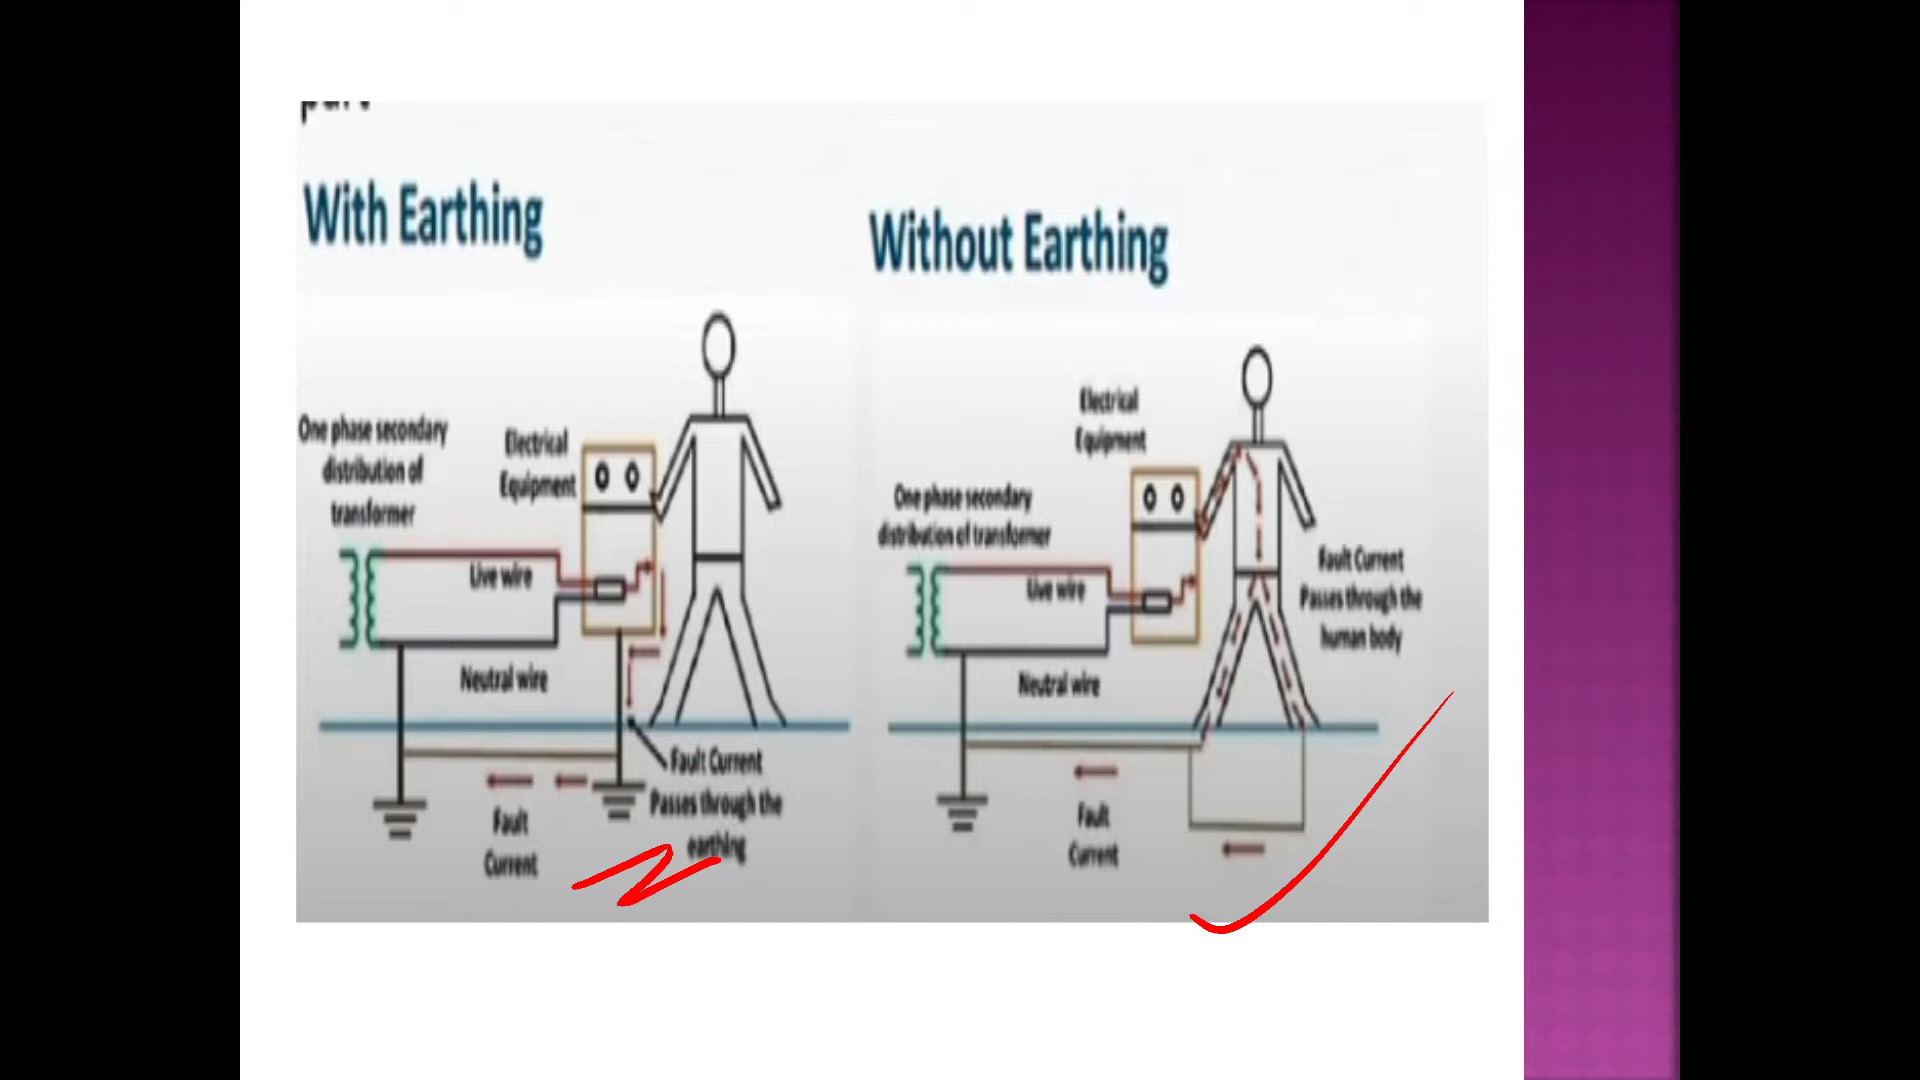 With Earthing
Without Earthing
One phase secondary
distribution of
transformer
Electrical
Equipment
Live wire
Neutral wire
Fault
Current
Fault Current
Passes through the
earthing
Electrical
Equipment
One phase secondary
distribution of transformer
Live wire
Neutral wire
Fault Current
Passes through the
human body
Fault
Current